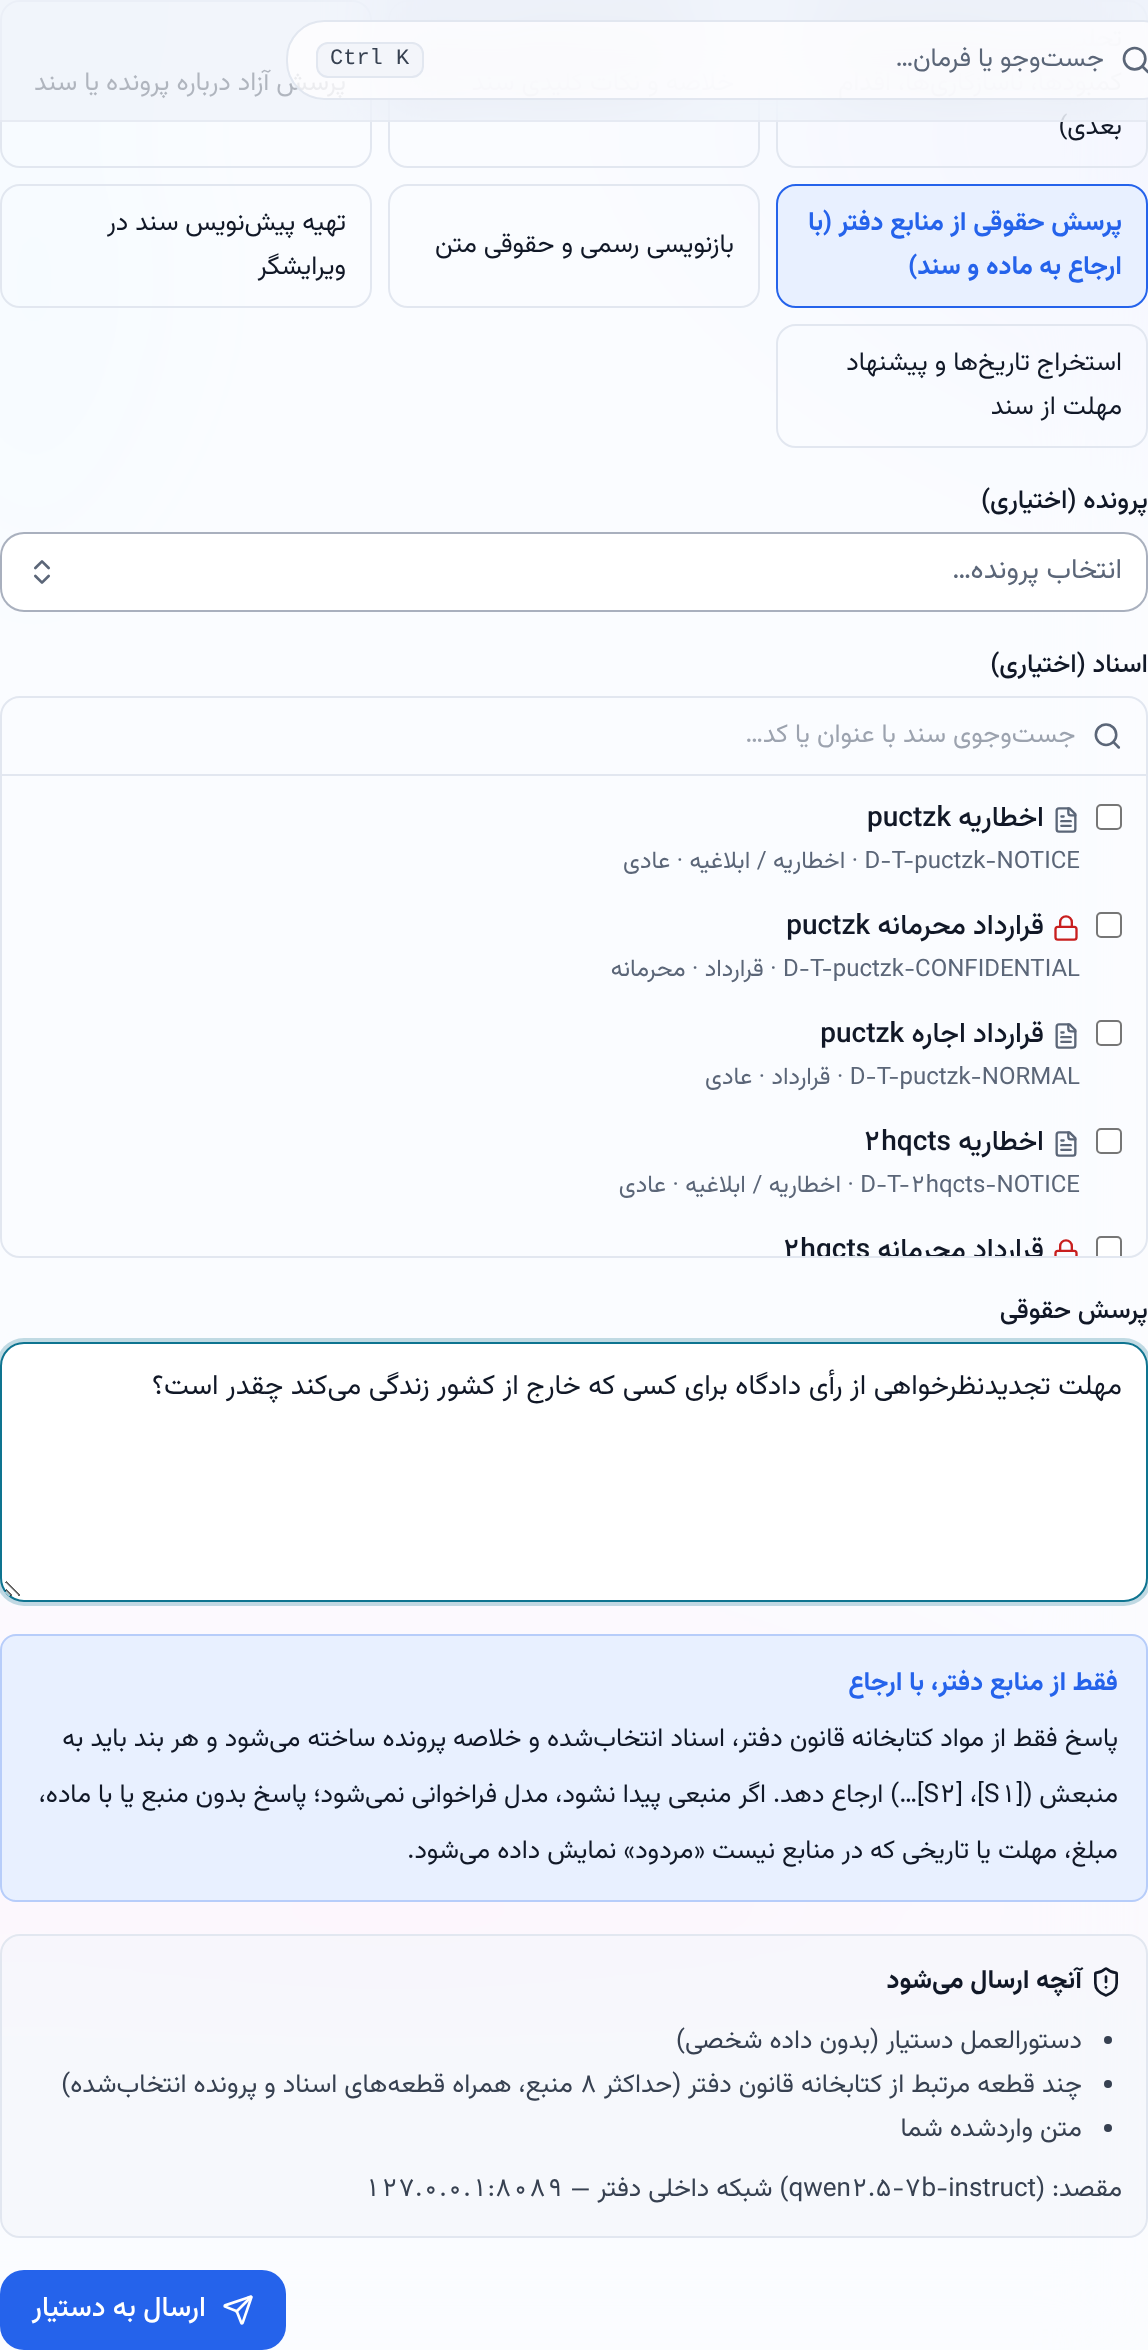 جست‌وجو یا فرمان...
Ctrl K
پرسش آزاد درباره پرونده یا سند
بعدی)
پرسش حقوقی از منابع دفتر (با
ارجاع به ماده و سند)
بازنویسی رسمی و حقوقی متن
تهیه پیش‌نویس سند در
ویرایشگر
استخراج تاریخ‌ها و پیشنهاد
مهلت از سند
پرونده (اختیاری)
انتخاب پرونده...
اسناد (اختیاری)
جست‌وجوی سند با عنوان یا کد...
اخطاریه puctzk
D-T-puctzk-NOTICE · اخطاریه / ابلاغیه · عادی
قرارداد محرمانه puctzk
D-T-puctzk-CONFIDENTIAL · قرارداد · محرمانه
قرارداد اجاره puctzk
D-T-puctzk-NORMAL · قرارداد · عادی
اخطاریه ۲hqcts
D-T-۲hqcts-NOTICE · اخطاریه / ابلاغیه · عادی
قرارداد محرمانه ۲hqcts
پرسش حقوقی
مهلت تجدیدنظرخواهی از رأی دادگاه برای کسی که خارج از کشور زندگی می‌کند چقدر است؟
فقط از منابع دفتر، با ارجاع
پاسخ فقط از مواد کتابخانه قانون دفتر، اسناد انتخاب‌شده و خلاصه پرونده ساخته می‌شود و هر بند باید به
منبعش ([S۱]، [S۲]...) ارجاع دهد. اگر منبعی پیدا نشود، مدل فراخوانی نمی‌شود؛ پاسخ بدون منبع یا با ماده،
مبلغ، مهلت یا تاریخی که در منابع نیست «مردود» نمایش داده می‌شود.
آنچه ارسال می‌شود
• دستورالعمل دستیار (بدون داده شخصی)
• چند قطعه مرتبط از کتابخانه قانون دفتر (حداکثر ۸ منبع، همراه قطعه‌های اسناد و پرونده انتخاب‌شده)
• متن واردشده شما
مقصد: (qwen۲.۵-۷b-instruct) شبکه داخلی دفتر — ۱۲۷.۰.۰.۱:۸۰۸۹
ارسال به دستیار